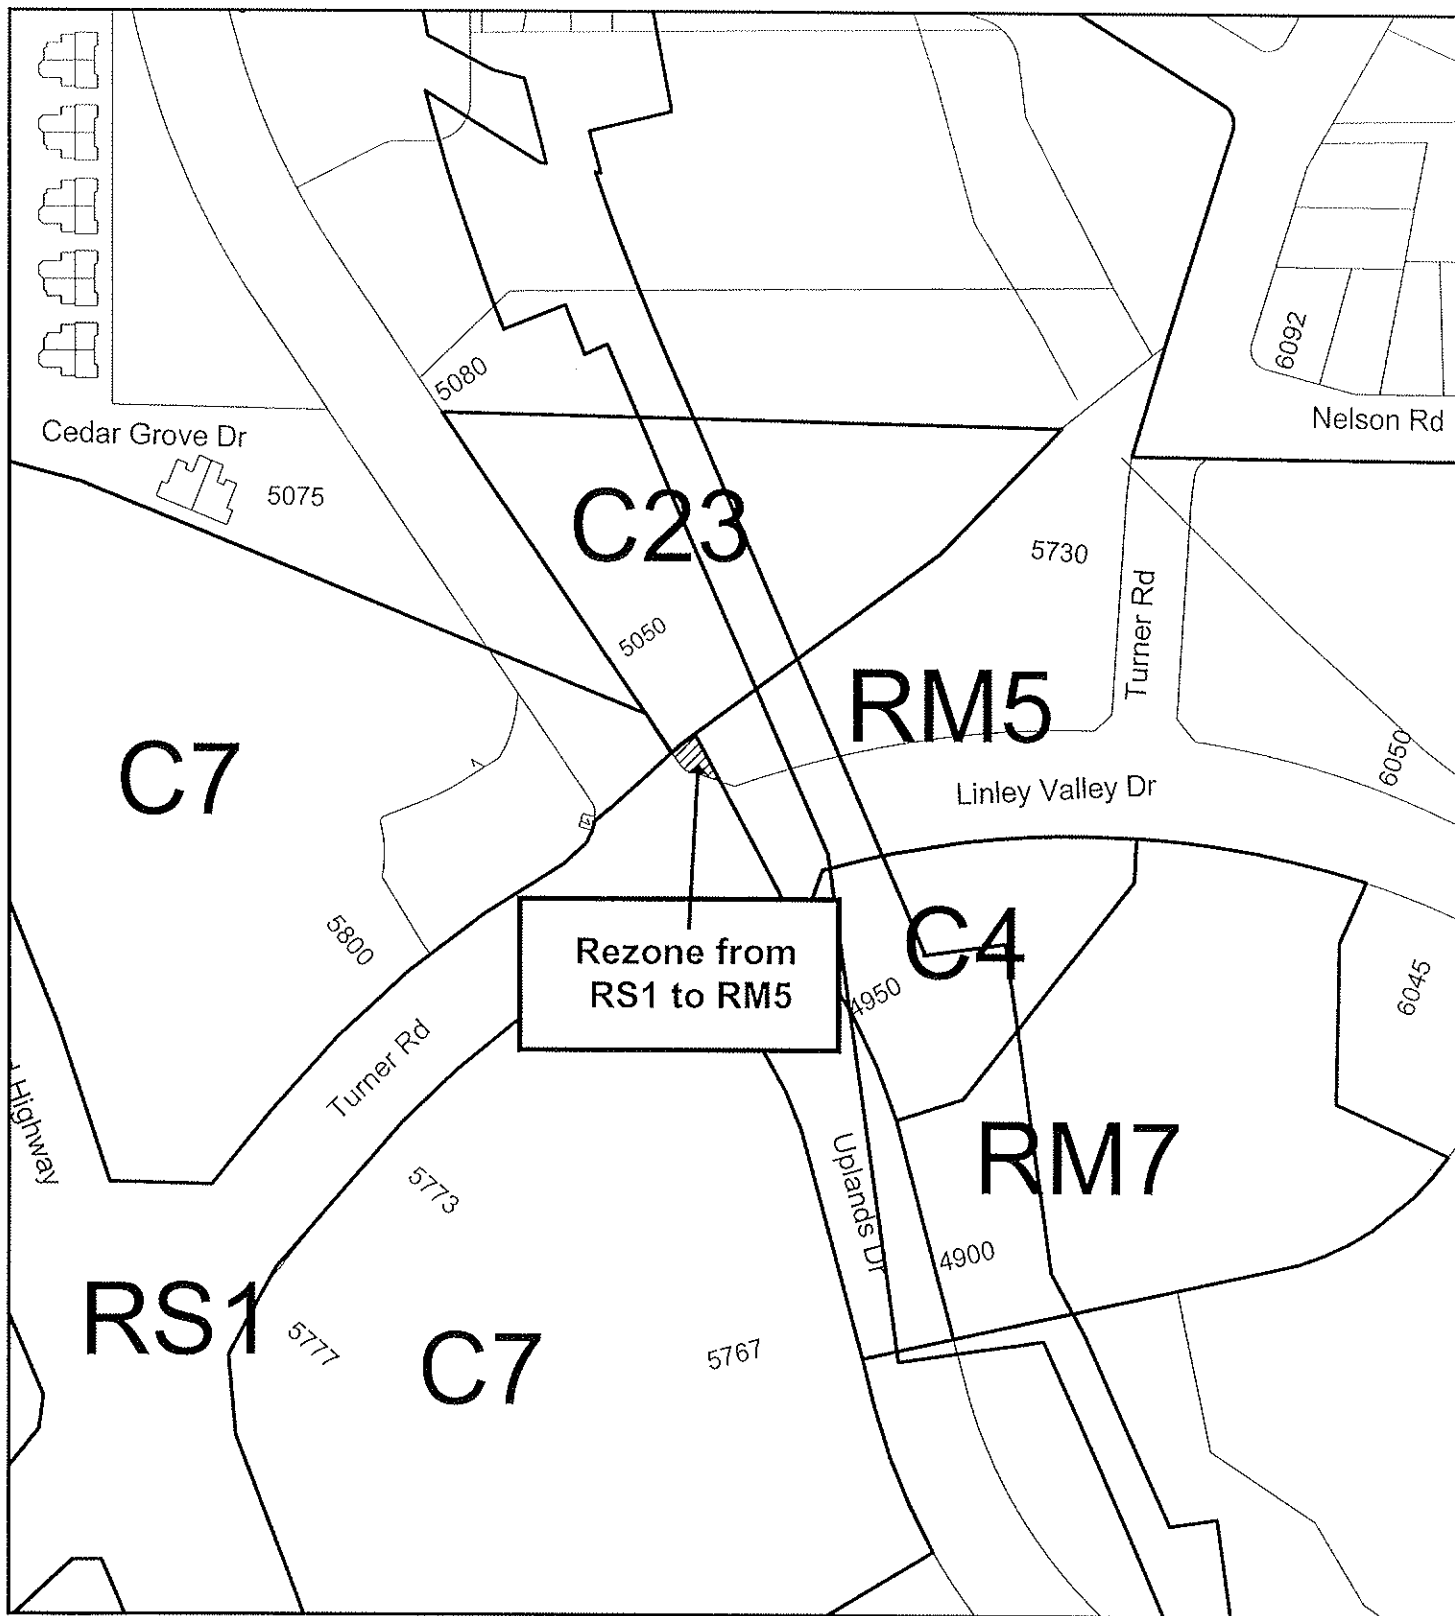 6092
5080
Nelson Rd
Cedar Grove Dr
5075
C23
5730
Turner Rd
5050
RM5
6050
C7
Linley Valley Dr
5800
Rezone from
RS1 to RM5
C4
4950
6045
Turner Rd
Highway
RM7
5773
Uplands Dr
4900
RS1
5777
C7
5767